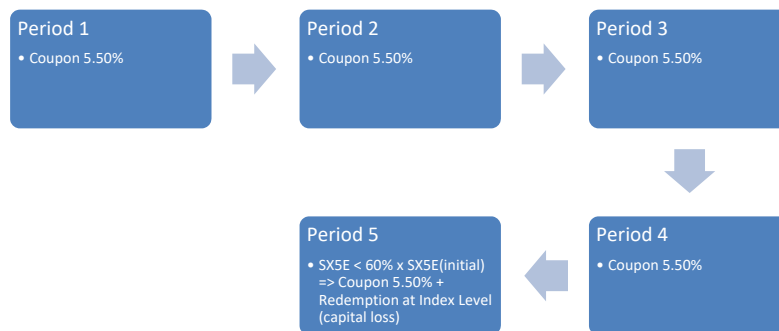 Period 1
• Coupon 5.50%
Period 2
• Coupon 5.50%
Period 3
• Coupon 5.50%
Period 4
• Coupon 5.50%
Period 5
• SX5E < 60% x SX5E(initial)
=> Coupon 5.50% +
Redemption at Index Level
(capital loss)